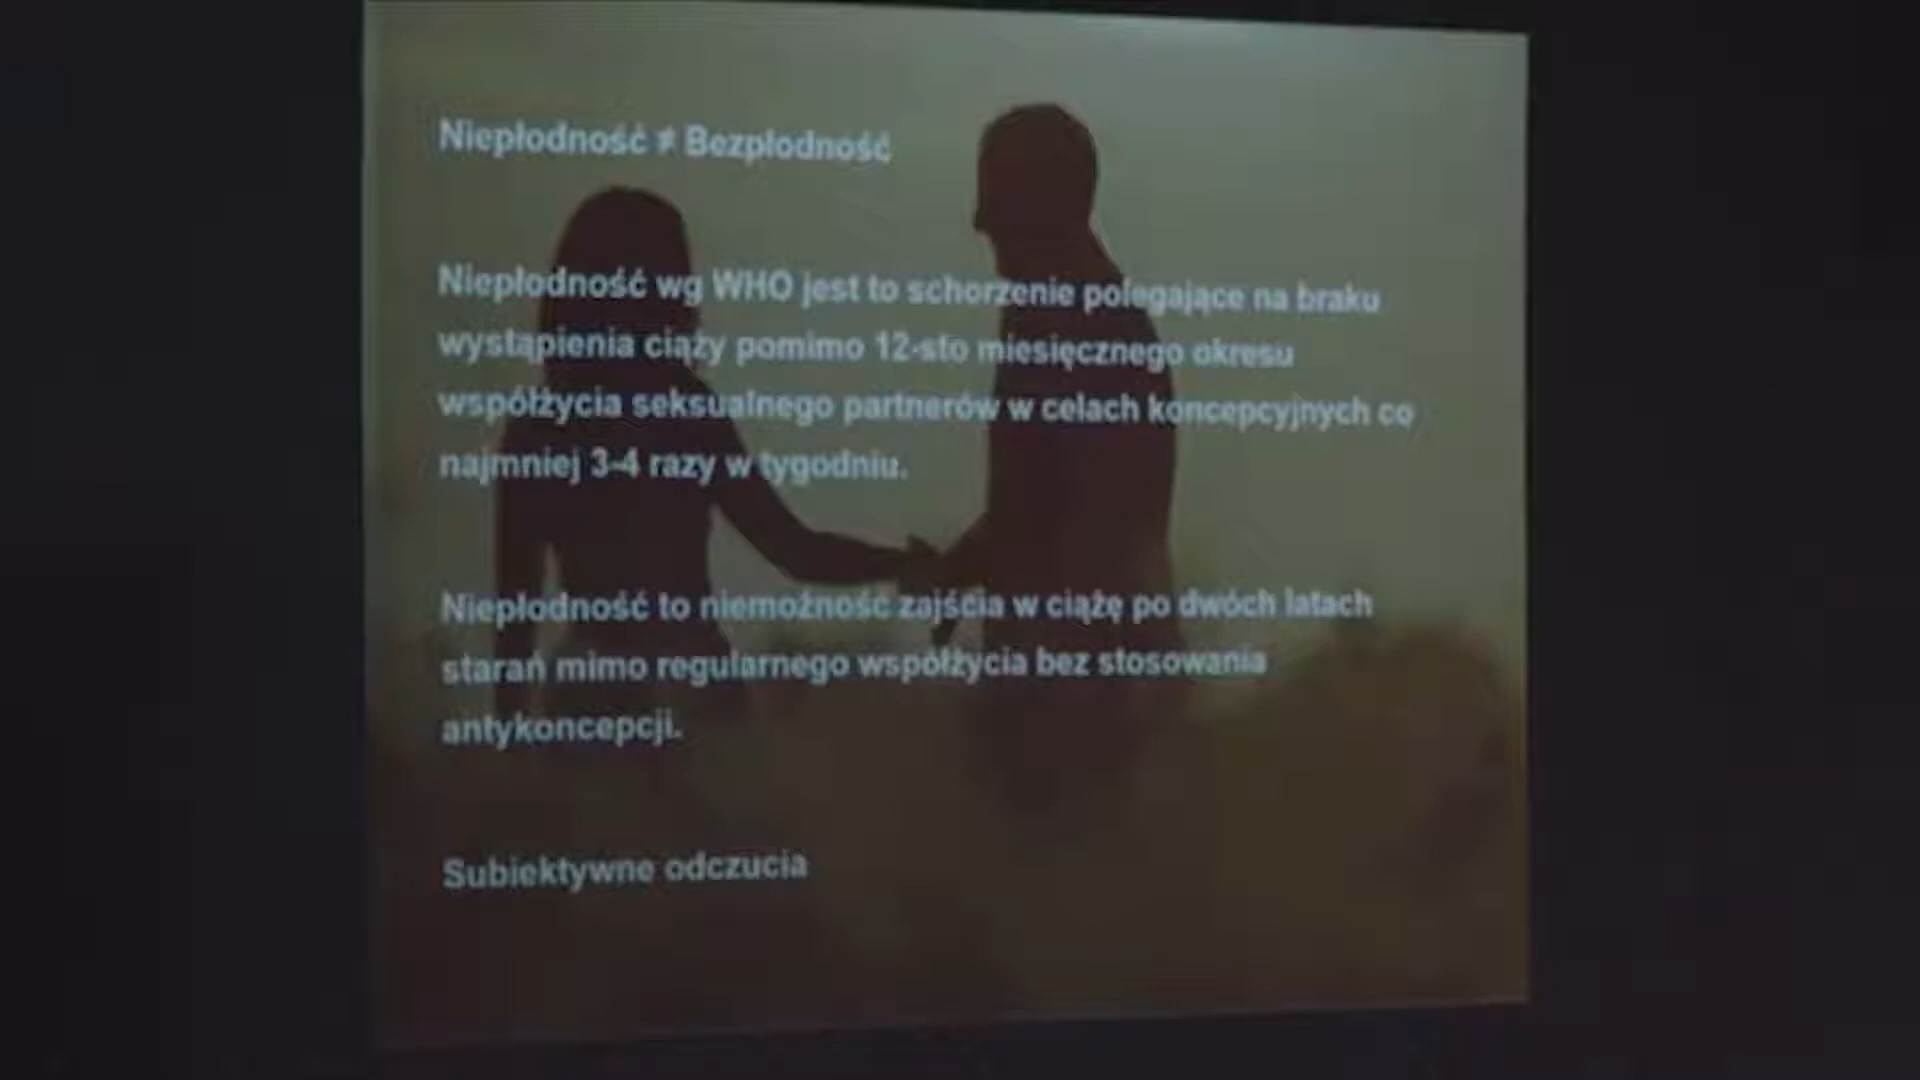 Niepłodność ≠ Bezpłodność
Niepłodność wg WHO jest to schorzenie polegające na braku
wystąpienia ciąży pomimo 12-sto miesięcznego okresu
współżycia seksualnego partnerów w celach koncepcyjnych co
najmniej 3-4 razy w tygodniu.
Niepłodność to niemożność zajścia w ciążę po dwóch latach
starań mimo regularnego współżycia bez stosowania
antykoncepcji.
Subiektywne odczucia